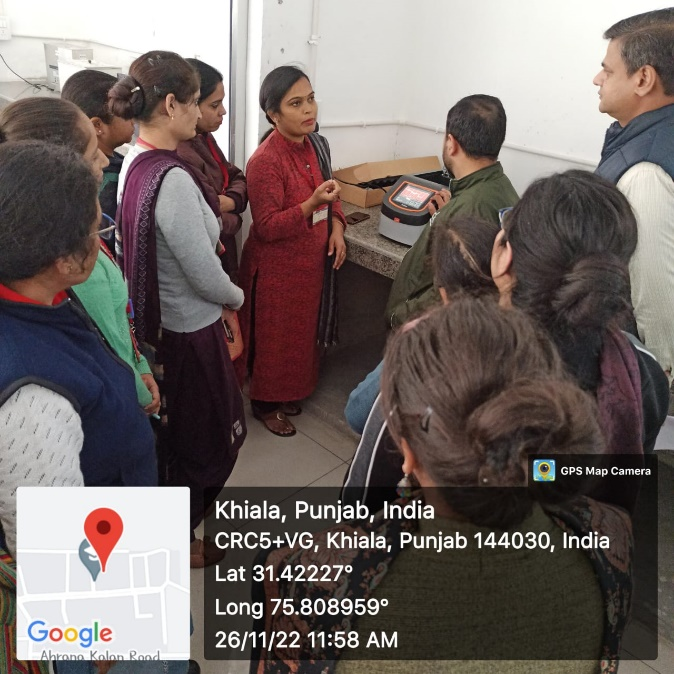 GPS Map Camera
Khiala, Punjab, India
CRC5+VG, Khiala, Punjab 144030, India
Lat 31.42227°
Long 75.808959°
26/11/22 11:58 AM
Google